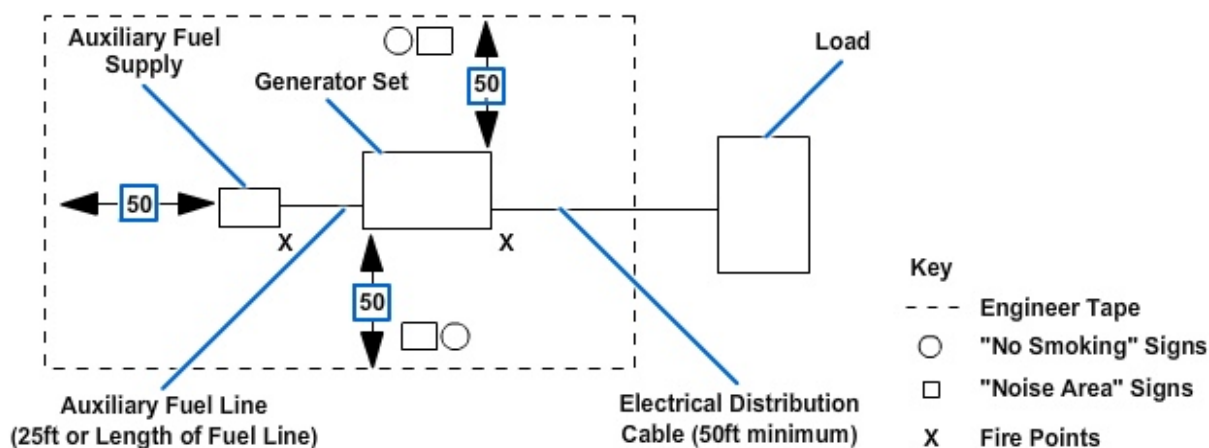 Auxiliary Fuel
Supply
Generator Set
Load
50
50
X
X
50
Auxiliary Fuel Line
(25ft or Length of Fuel Line)
Electrical Distribution
Cable (50ft minimum)
Key
Engineer Tape
"No Smoking" Signs
"Noise Area" Signs
X Fire Points